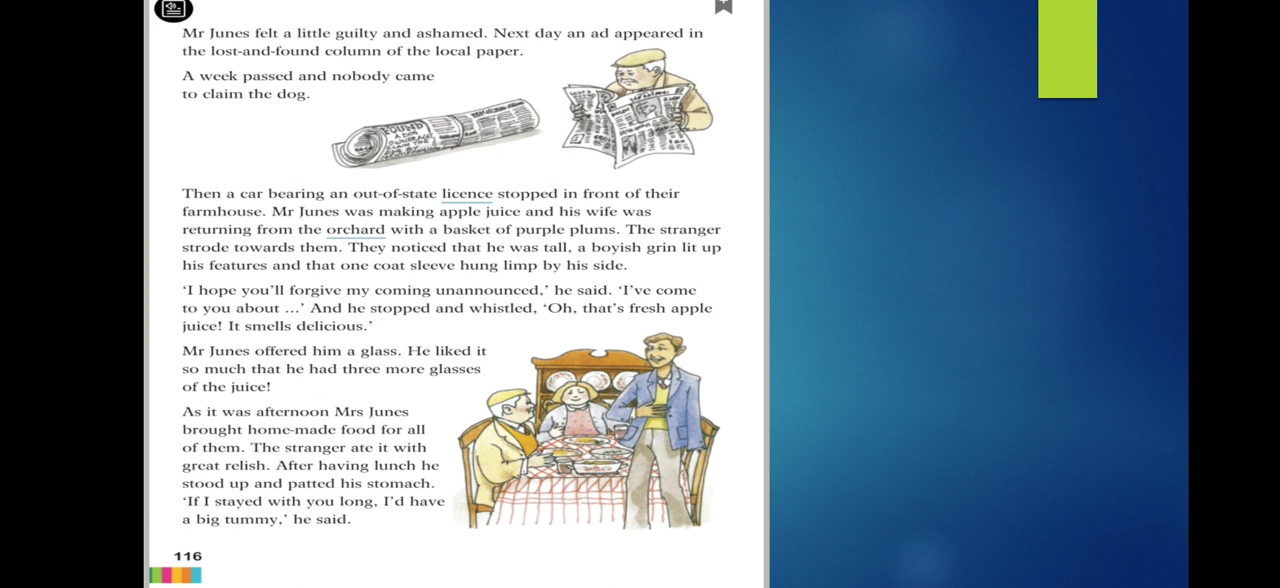 Mr Junes felt a little guilty and ashamed. Next day an ad appeared in
the lost-and-found column of the local paper.
A week passed and nobody came
to claim the dog.
FOUND
A DOG
Then a car bearing an out-of-state licence stopped in front of their
farmhouse. Mr Junes was making apple juice and his wife was
returning from the orchard with a basket of purple plums. The stranger
strode towards them. They noticed that he was tall, a boyish grin lit up
his features and that one coat sleeve hung limp by his side.
‘I hope you’ll forgive my coming unannounced,’ he said. ‘I’ve come
to you about ...’ And he stopped and whistled, ‘Oh, that’s fresh apple
juice! It smells delicious.’
Mr Junes offered him a glass. He liked it
so much that he had three more glasses
of the juice!
As it was afternoon Mrs Junes
brought home-made food for all
of them. The stranger ate it with
great relish. After having lunch he
stood up and patted his stomach.
‘If I stayed with you long, I’d have
a big tummy,’ he said.
116